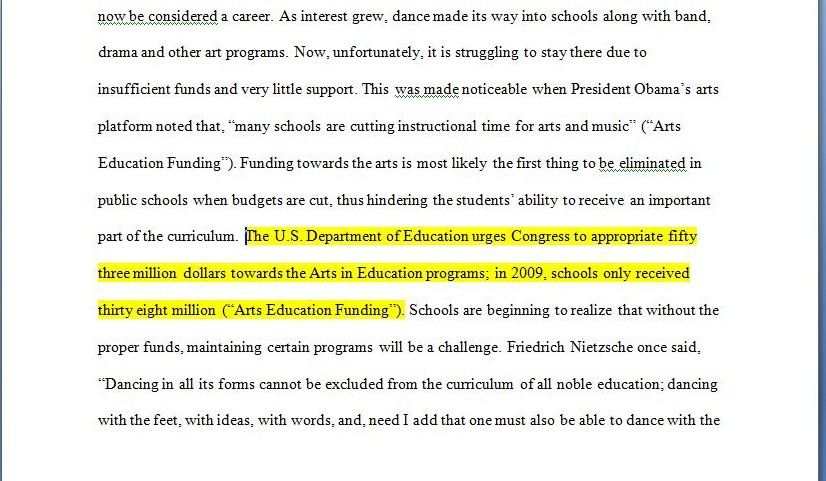 now be considered a career. As interest grew, dance made its way into schools along with band,
drama and other art programs. Now, unfortunately, it is struggling to stay there due to
insufficient funds and very little support. This was made noticeable when President Obama’s arts
platform noted that, “many schools are cutting instructional time for arts and music” (“Arts
Education Funding”). Funding towards the arts is most likely the first thing to be eliminated in
public schools when budgets are cut, thus hindering the students’ ability to receive an important
part of the curriculum. The U.S. Department of Education urges Congress to appropriate fifty
three million dollars towards the Arts in Education programs; in 2009, schools only received
thirty eight million (“Arts Education Funding”). Schools are beginning to realize that without the
proper funds, maintaining certain programs will be a challenge. Friedrich Nietzsche once said,
“Dancing in all its forms cannot be excluded from the curriculum of all noble education; dancing
with the feet, with ideas, with words, and, need I add that one must also be able to dance with the